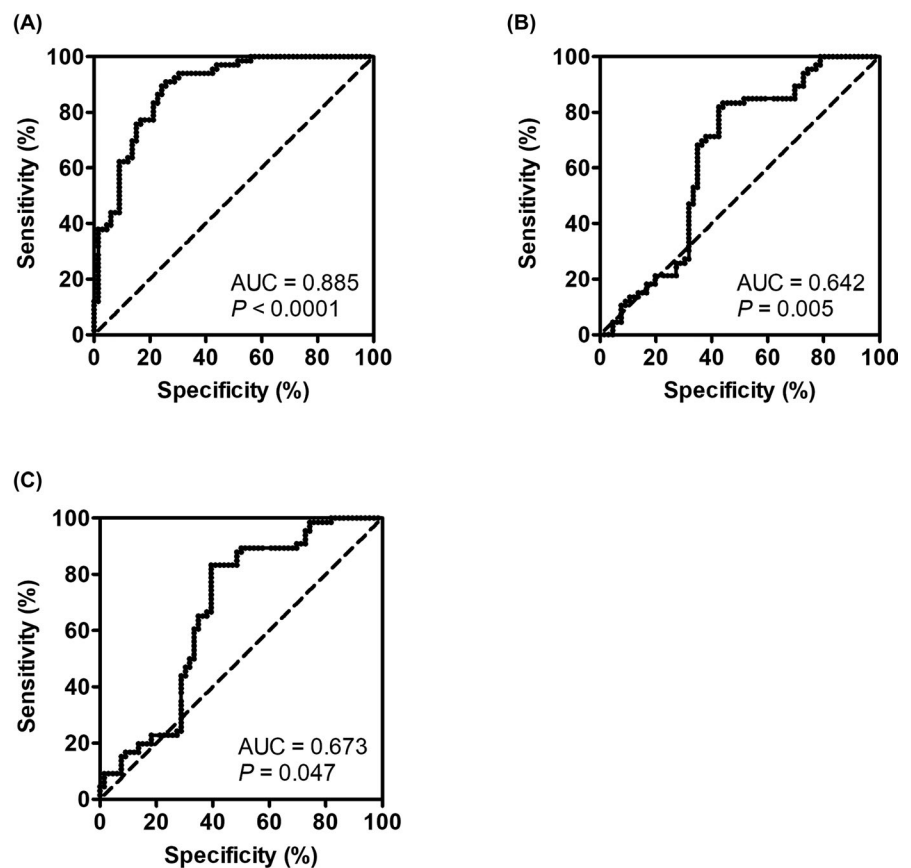 (A)
100
80
60
40
20
0
Sensitivity (%)
AUC = 0.885
P < 0.0001
0 20 40 60 80 100
Specificity (%)
(B)
100
80
60
40
20
0
Sensitivity (%)
AUC = 0.642
P = 0.005
0 20 40 60 80 100
Specificity (%)
(C)
100
80
60
40
20
0
Sensitivity (%)
AUC = 0.673
P = 0.047
0 20 40 60 80 100
Specificity (%)